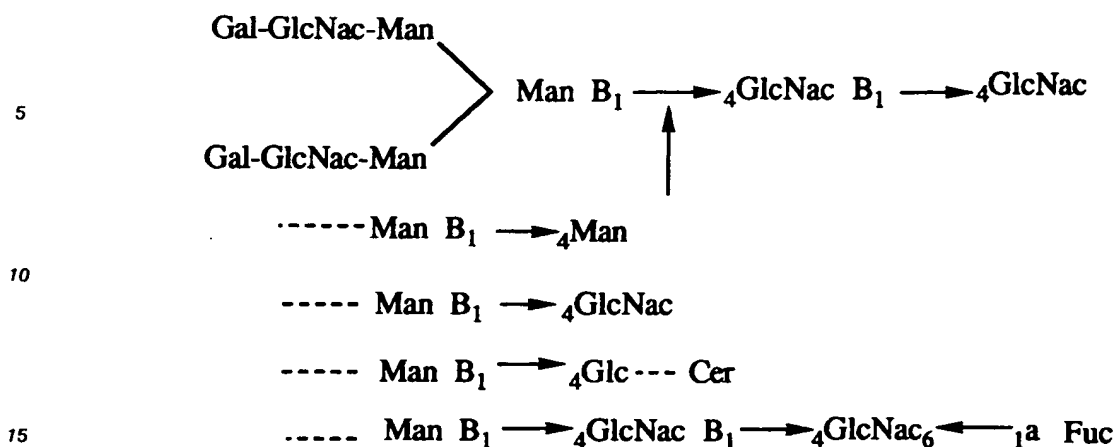 Gal-GlcNac-Man
5 Man B₁ ⟶ ₄GlcNac B₁ ⟶ ₄GlcNac
Gal-GlcNac-Man
------ Man B₁ ⟶ ₄Man
10
----- Man B₁ ⟶ ₄GlcNac
----- Man B₁ ⟶ ₄Glc --- Cer
15 ----- Man B₁ ⟶ ₄GlcNac B₁ ⟶ ₄GlcNac₆ ⟵ ₁a Fuc